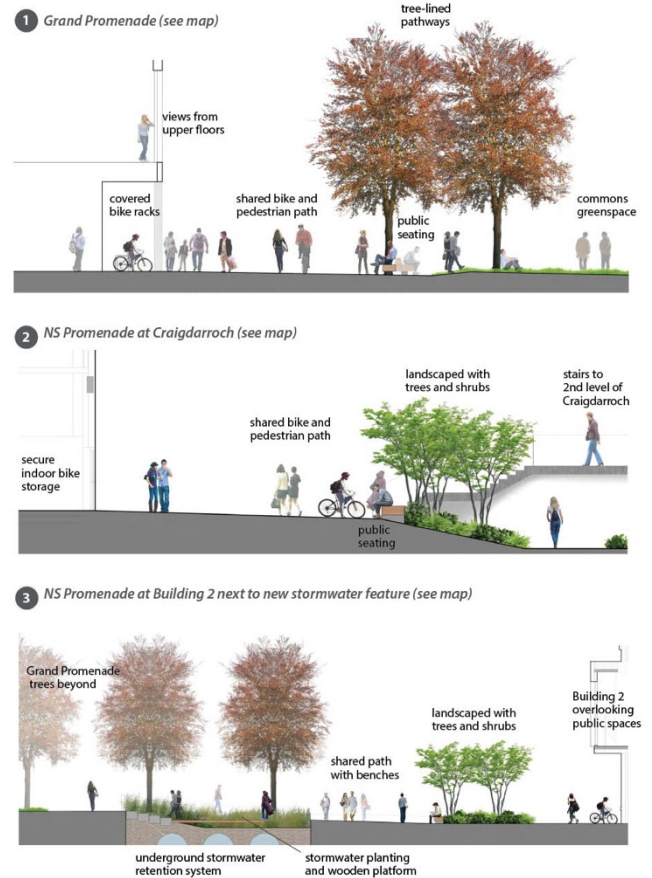 1 Grand Promenade (see map)
tree-lined
pathways
views from
upper floors
covered
bike racks
shared bike and
pedestrian path
public
seating
commons
greenspace
2 NS Promenade at Craigdarroch (see map)
landscaped with
trees and shrubs
stairs to
2nd level of
Craigdarroch
shared bike and
pedestrian path
secure
indoor bike
storage
public
seating
3 NS Promenade at Building 2 next to new stormwater feature (see map)
Grand Promenade
trees beyond
Building 2
overlooking
public spaces
landscaped with
trees and shrubs
shared path
with benches
underground stormwater
retention system
stormwater planting
and wooden platform